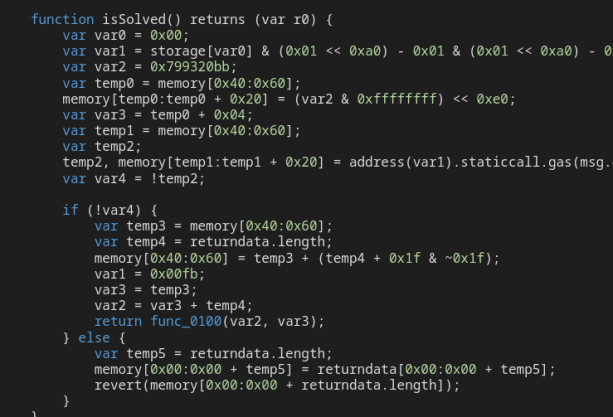 function isSolved() returns (var r0) {
var var0 = 0x00;
var var1 = storage[var0] & (0x01 << 0xa0) - 0x01 & (0x01 << 0xa0) - 0
var var2 = 0x799320bb;
var temp0 = memory[0x40:0x60];
memory[temp0:temp0 + 0x20] = (var2 & 0xffffffff) << 0xe0;
var var3 = temp0 + 0x04;
var temp1 = memory[0x40:0x60];
var temp2;
temp2, memory[temp1:temp1 + 0x20] = address(var1).staticcall.gas(msg.
var var4 = !temp2;
if (!var4) {
var temp3 = memory[0x40:0x60];
var temp4 = returndata.length;
memory[0x40:0x60] = temp3 + (temp4 + 0x1f & ~0x1f);
var1 = 0x00fb;
var3 = temp3;
var2 = var3 + temp4;
return func_0100(var2, var3);
} else {
var temp5 = returndata.length;
memory[0x00:0x00 + temp5] = returndata[0x00:0x00 + temp5];
revert(memory[0x00:0x00 + returndata.length]);
}
}